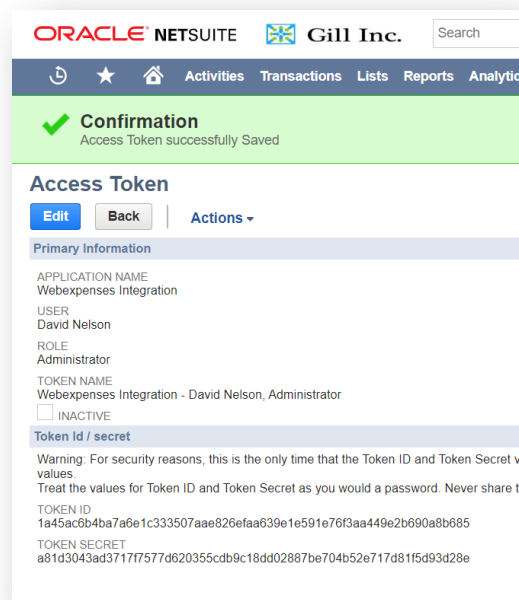 ORACLE NETSUITE Gill Inc. Search
Activities Transactions Lists Reports Analytic
Confirmation
Access Token successfully Saved
Access Token
Edit Back Actions
Primary Information
APPLICATION NAME
Webexpenses Integration
USER
David Nelson
ROLE
Administrator
TOKEN NAME
Webexpenses Integration - David Nelson, Administrator
INACTIVE
Token Id / secret
Warning: For security reasons, this is the only time that the Token ID and Token Secret v
values.
Treat the values for Token ID and Token Secret as you would a password. Never share t
TOKEN ID
1a45ac6b4ba7a6e1c333507aae826efaa639e1e591e76f3aa449e2b690a8b685
TOKEN SECRET
a81d3043ad3717f7577d620355cdb9c18dd02887be704b52e717d81f5d93d28e